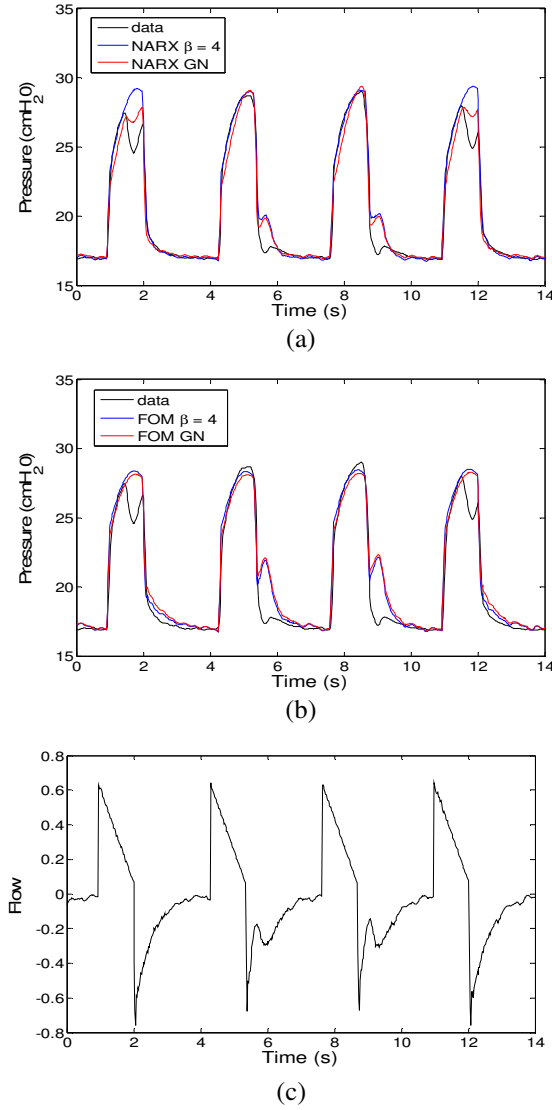 35
30
25
20
15
Pressure (cmH20)
data
NARX β = 4
NARX GN
0 2 4 6 8 10 12 14
Time (s)
(a)
35
30
25
20
15
Pressure (cmH20)
data
FOM β = 4
FOM GN
0 2 4 6 8 10 12 14
Time (s)
(b)
0.8
0.6
0.4
0.2
0
-0.2
-0.4
-0.6
-0.8
Flow
0 2 4 6 8 10 12 14
Time (s)
(c)